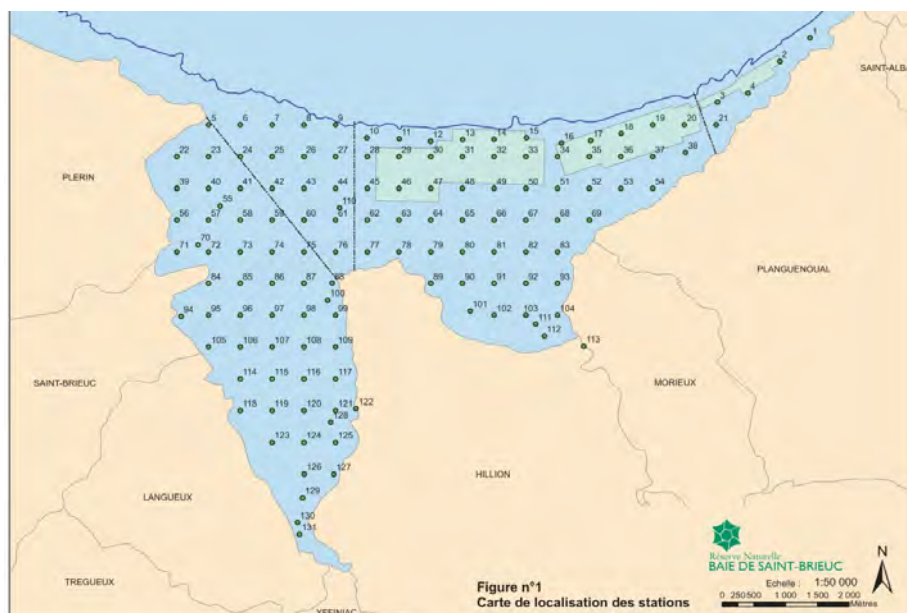 1
2
SAINT-ALB
4
3
5 6 7 8 9
10 11 12 13 14 15 16 17 18 19 20 21
22 23 24 25 26 27 28 29 30 31 32 33 34 35 36 37 38
PLERIN
39 40 41 42 43 44 45 46 47 48 49 50 51 52 53 54
55 110
56 57 58 59 60 61 62 63 64 65 66 67 68 69
70
71 72 73 74 75 76 77 78 79 80 81 82 83
PLANGUENOUAL
84 85 86 87 88 89 90 91 92 93
100
94 95 96 97 98 99 101 102 103 104
111
112
105 106 107 108 109 113
SAINT-BRIEUC
MORIEUX
114 115 116 117
118 119 120 121 122
128
123 124 125
126 127
HILLION
LANGUEUX
129
130
131
TREGUEUX
YFFINIAC
Réserve Naturelle
BAIE DE SAINT-BRIEUC
N
Figure n°1
Echelle : 1:50 000
Carte de localisation des stations
0 250 500 1 000 1 500 2 000
Mètres